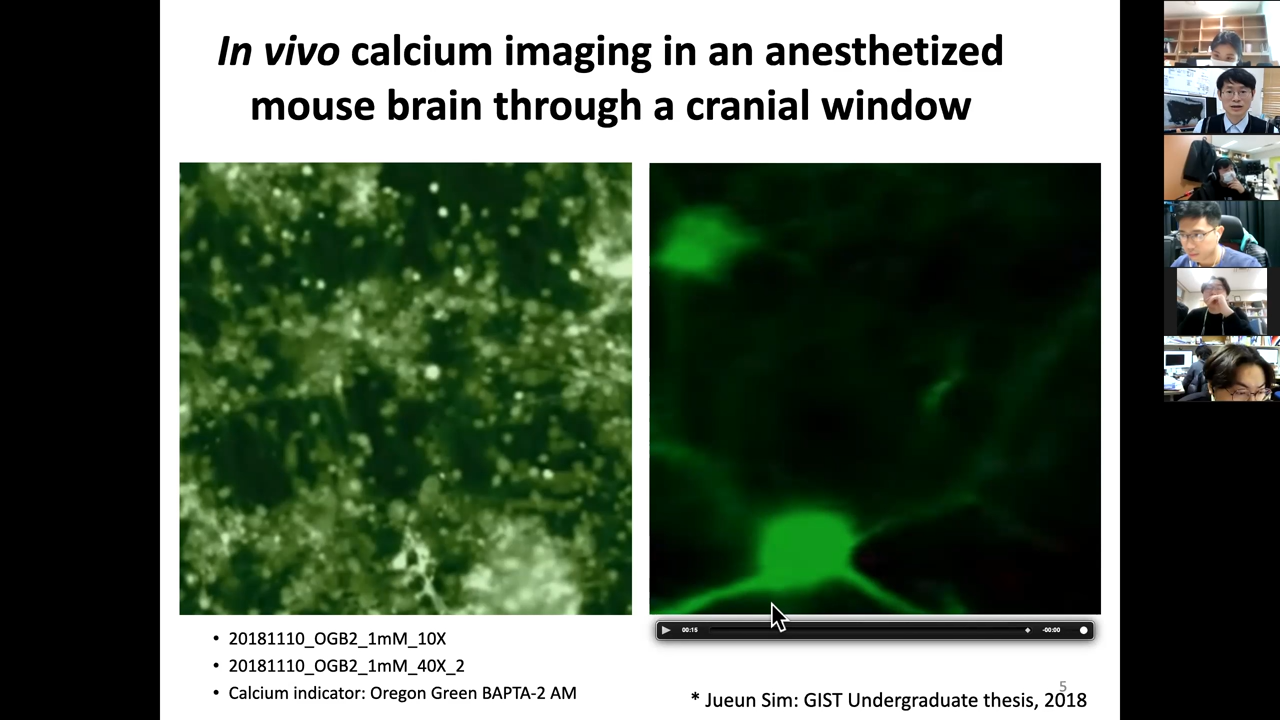 In vivo calcium imaging in an anesthetized
mouse brain through a cranial window
00:15
-00:00
• 20181110_OGB2_1mM_10X
• 20181110_OGB2_1mM_40X_2
• Calcium indicator: Oregon Green BAPTA-2 AM
5
* Jueun Sim: GIST Undergraduate thesis, 2018